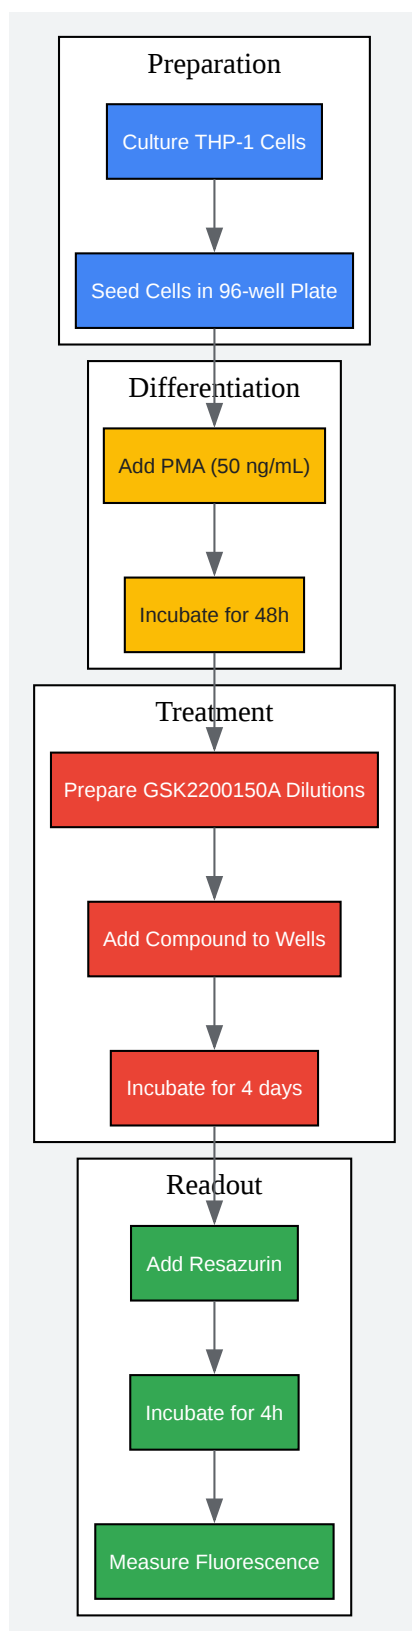 Preparation
Culture THP-1 Cells
Seed Cells in 96-well Plate
Differentiation
Add PMA (50 ng/mL)
Incubate for 48h
Treatment
Prepare GSK2200150A Dilutions
Add Compound to Wells
Incubate for 4 days
Readout
Add Resazurin
Incubate for 4h
Measure Fluorescence